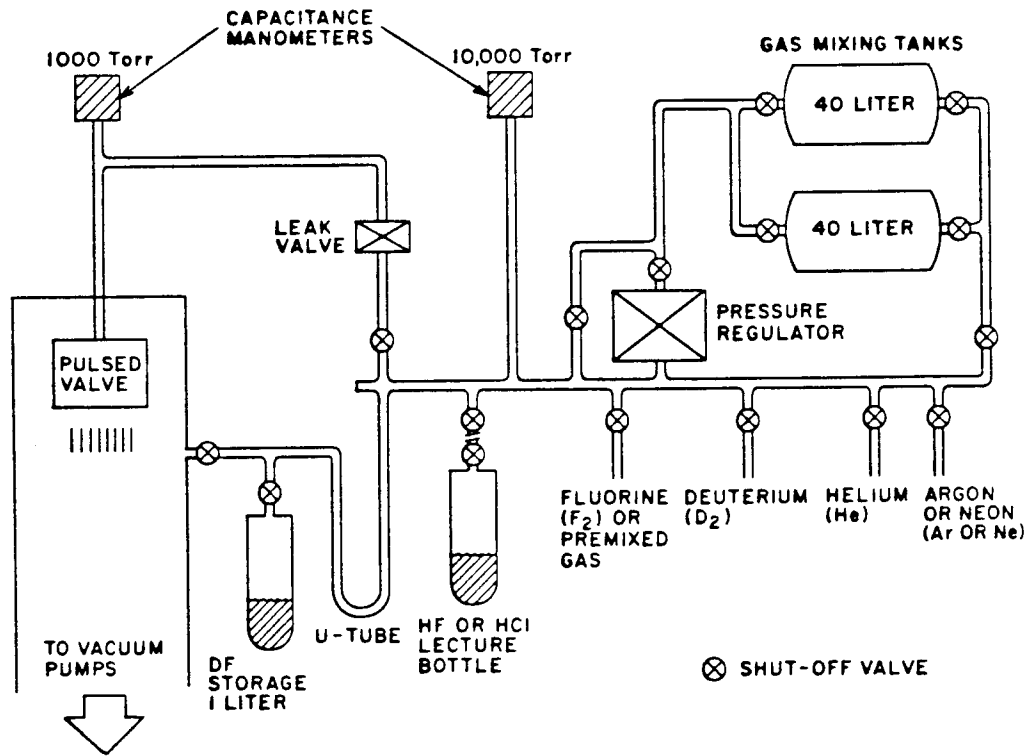 CAPACITANCE
MANOMETERS
1000 Torr
10,000 Torr
GAS MIXING TANKS
40 LITER
40 LITER
LEAK
VALVE
PRESSURE
REGULATOR
PULSED
VALVE
FLUORINE
(F₂) OR
PREMIXED
GAS
DEUTERIUM
(D₂)
HELIUM
(He)
ARGON
OR NEON
(Ar OR Ne)
TO VACUUM
PUMPS
DF
STORAGE
1 LITER
U-TUBE
HF OR HCl
LECTURE
BOTTLE
SHUT-OFF VALVE